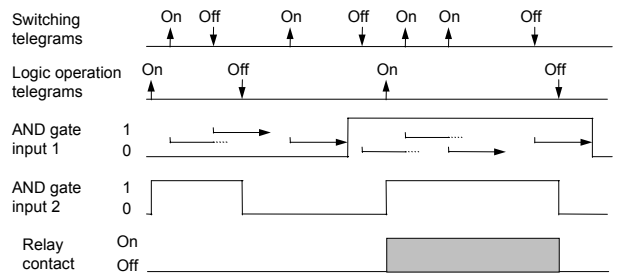 Switching telegrams
On Off On Off On On Off
Logic operation telegrams
On Off On Off
AND gate input 1
1
0
AND gate input 2
1
0
Relay contact
On
Off